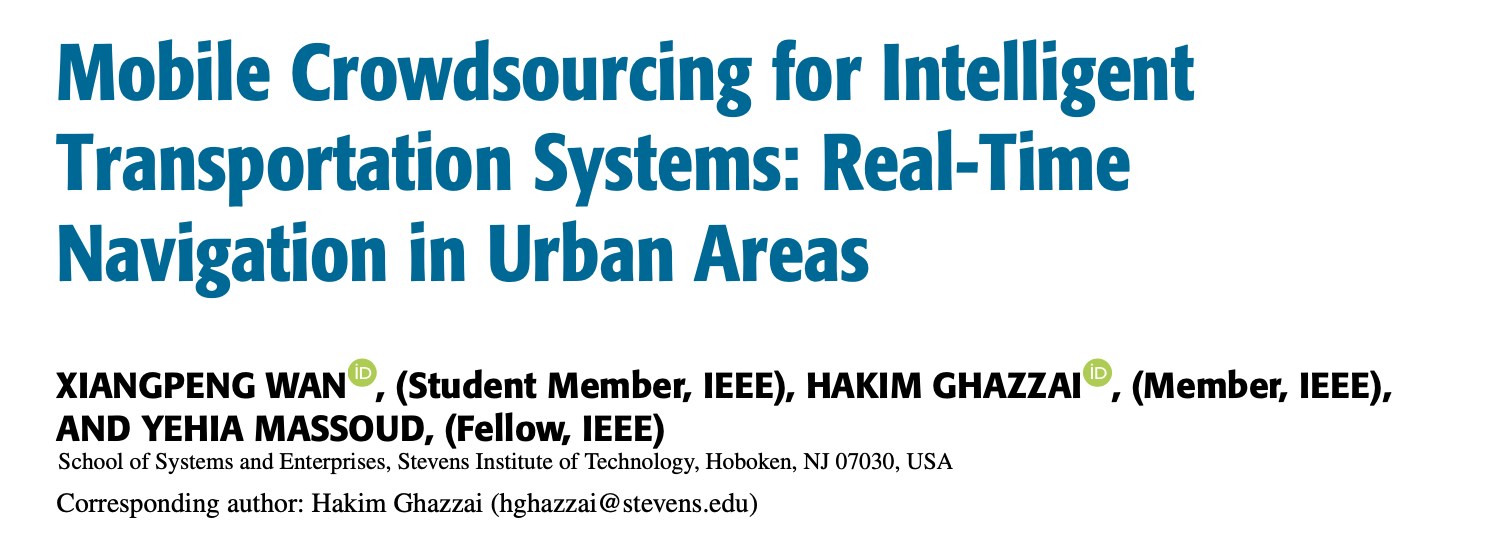 Mobile Crowdsourcing for Intelligent
Transportation Systems: Real-Time
Navigation in Urban Areas
XIANGPENG WAN iD, (Student Member, IEEE), HAKIM GHAZZAI iD, (Member, IEEE),
AND YEHIA MASSOUD, (Fellow, IEEE)
School of Systems and Enterprises, Stevens Institute of Technology, Hoboken, NJ 07030, USA
Corresponding author: Hakim Ghazzai (hghazzai@stevens.edu)